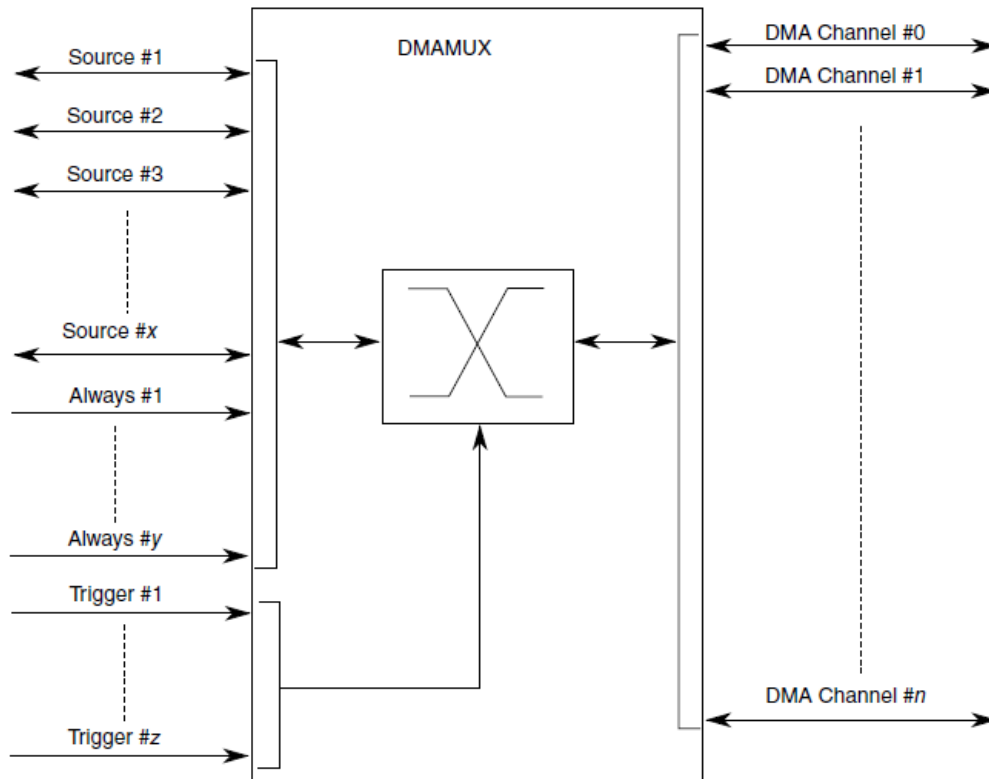 DMAMUX
Source #1
Source #2
Source #3
Source #x
Always #1
Always #y
Trigger #1
Trigger #z
DMA Channel #0
DMA Channel #1
DMA Channel #n